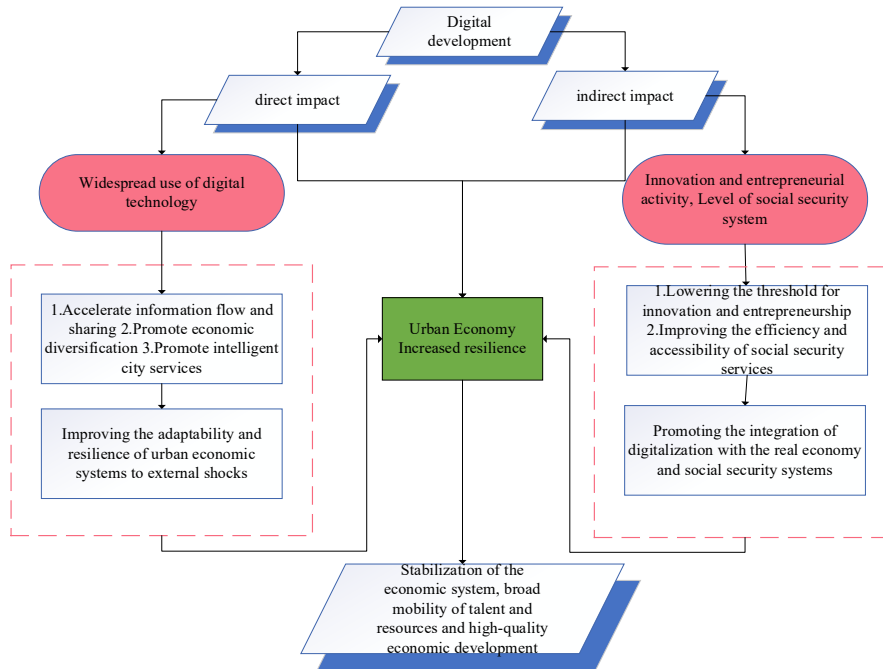 Digital
development
direct impact
indirect impact
Widespread use of digital
technology
Innovation and entrepreneurial
activity, Level of social security
system
1.Accelerate information flow and
sharing 2.Promote economic
diversification 3.Promote intelligent
city services
Urban Economy
Increased resilience
1.Lowering the threshold for
innovation and entrepreneurship
2.Improving the efficiency and
accessibility of social security
services
Improving the adaptability and
resilience of urban economic
systems to external shocks
Promoting the integration of
digitalization with the real economy
and social security systems
Stabilization of the
economic system, broad
mobility of talent and
resources and high-quality
economic development